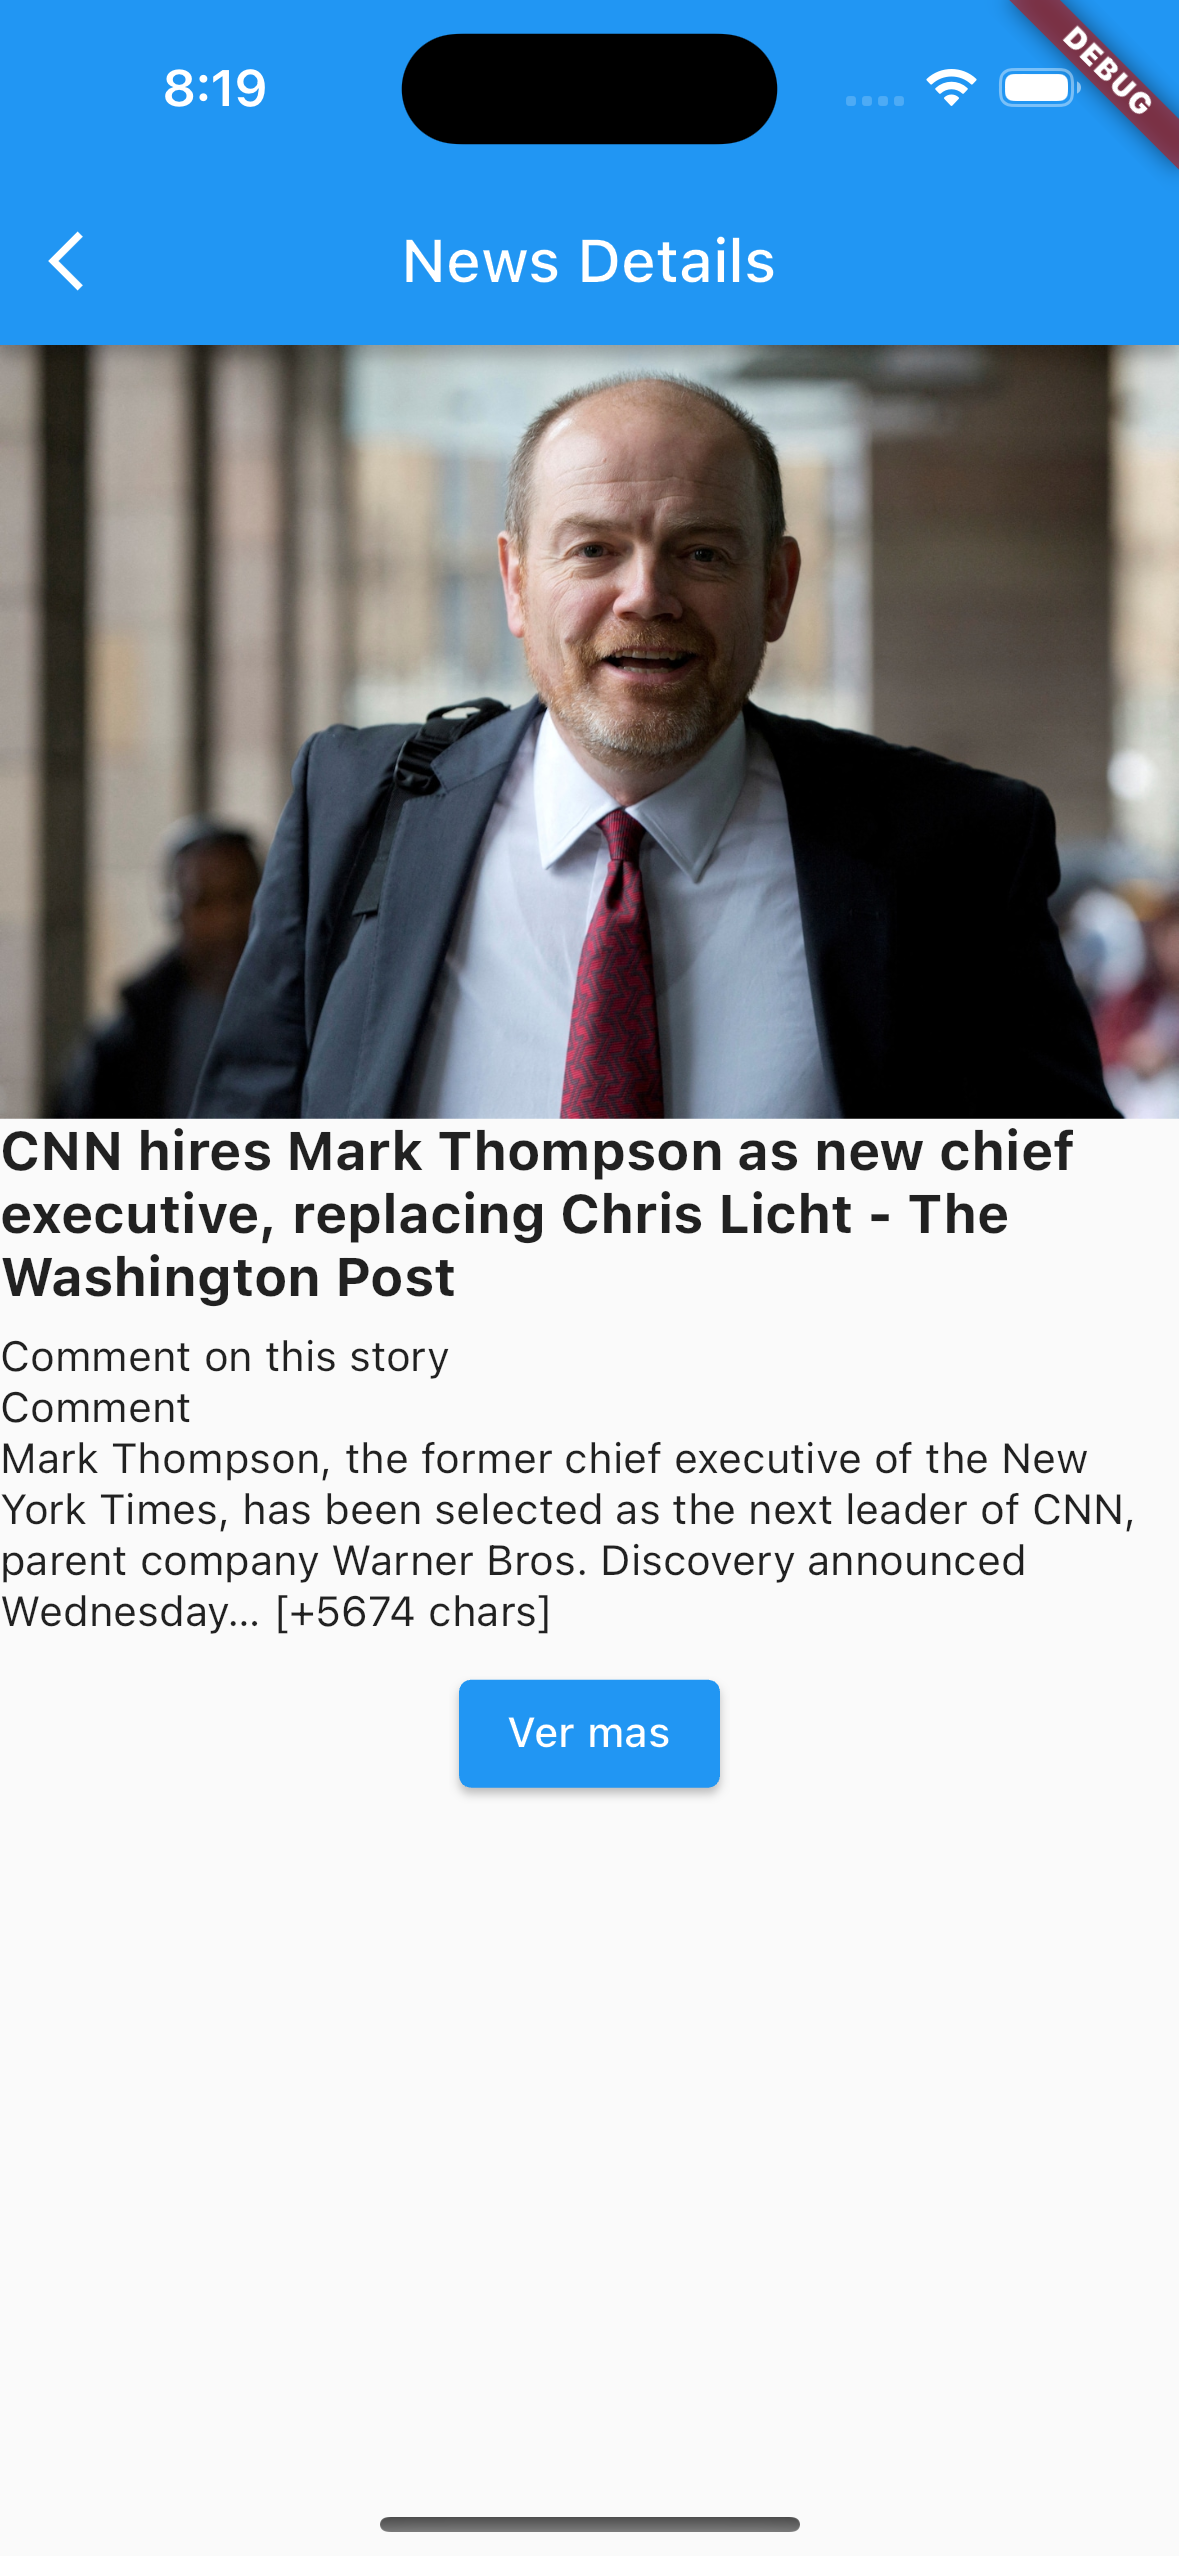 8:19
DEBUG
News Details
CNN hires Mark Thompson as new chief
executive, replacing Chris Licht - The
Washington Post
Comment on this story
Comment
Mark Thompson, the former chief executive of the New
York Times, has been selected as the next leader of CNN,
parent company Warner Bros. Discovery announced
Wednesday… [+5674 chars]
Ver mas